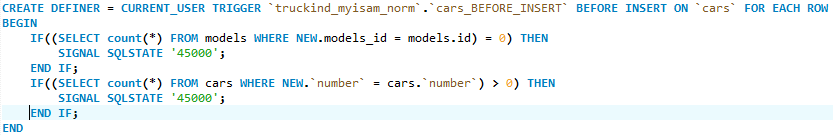 CREATE DEFINER = CURRENT_USER TRIGGER `truckind_myisam_norm`.`cars_BEFORE_INSERT` BEFORE INSERT ON `cars` FOR EACH ROW
BEGIN
    IF((SELECT count(*) FROM models WHERE NEW.models_id = models.id) = 0) THEN
        SIGNAL SQLSTATE '45000';
    END IF;
    IF((SELECT count(*) FROM cars WHERE NEW.`number` = cars.`number`) > 0) THEN
        SIGNAL SQLSTATE '45000';
    END IF;
END